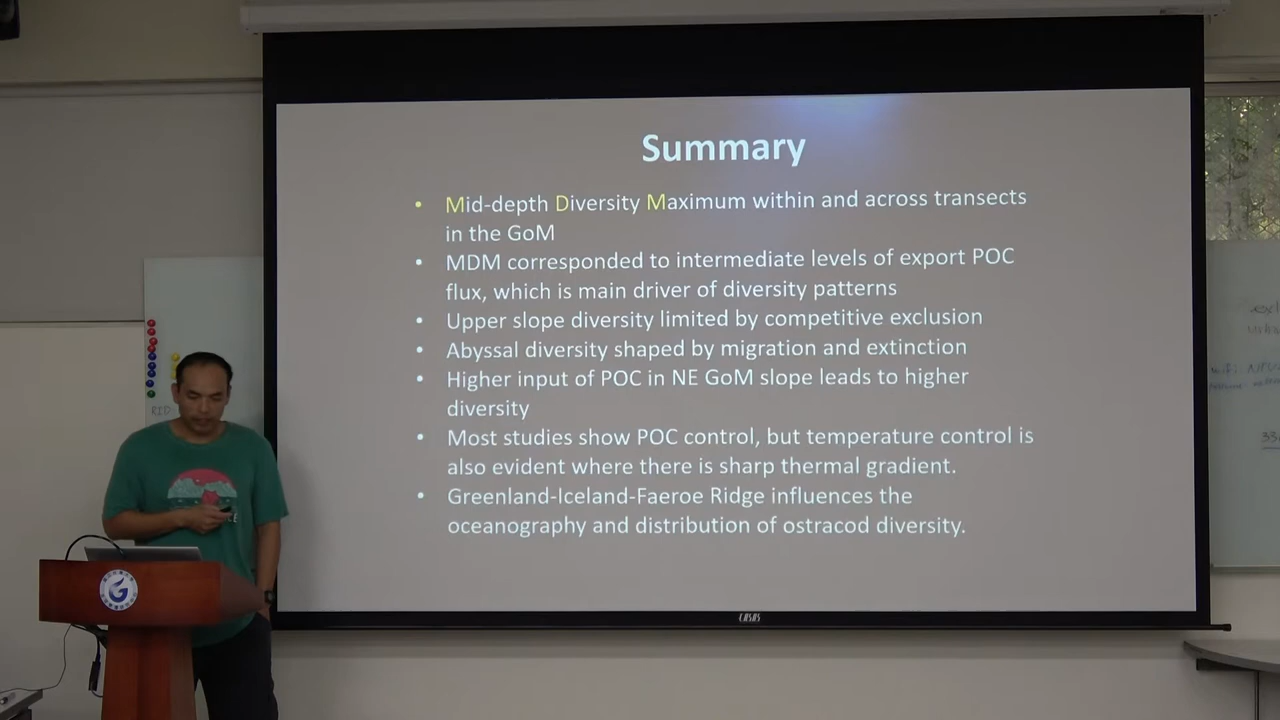 Summary
• Mid-depth Diversity Maximum within and across transects
in the GoM
• MDM corresponded to intermediate levels of export POC
flux, which is main driver of diversity patterns
• Upper slope diversity limited by competitive exclusion
• Abyssal diversity shaped by migration and extinction
• Higher input of POC in NE GoM slope leads to higher
diversity
• Most studies show POC control, but temperature control is
also evident where there is sharp thermal gradient.
• Greenland-Iceland-Faeroe Ridge influences the
oceanography and distribution of ostracod diversity.
RID
33